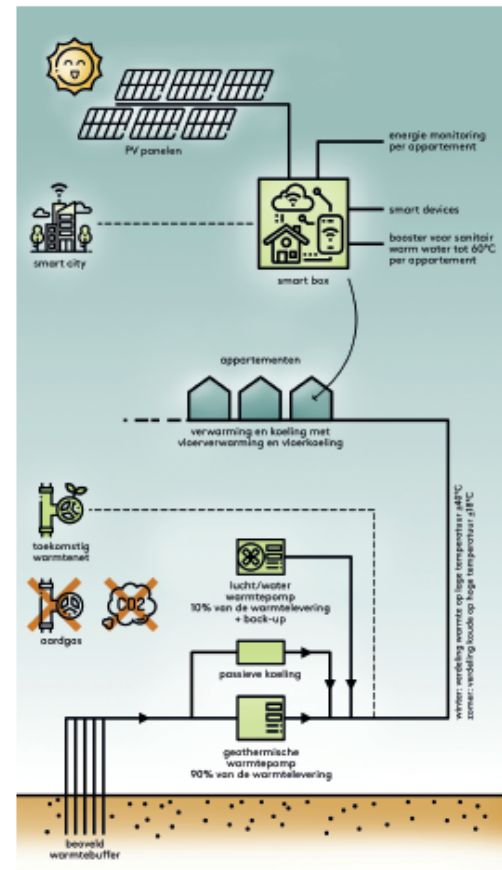 PV panelen
energie monitoring
per appartement
smart devices
booster voor sanitair
warm water tot 60°C
per appartement
smart city
smart box
appartementen
verwarming en koeling met
vloerverwarming en vloerkoeling
winter: verdeling warmte op lage temperatuur ±40°C
zomer: verdeling koude op hoge temperatuur ±18°C
toekomstig
warmtenet
lucht/water
warmtepomp
10% van de warmtelevering
+ back-up
CO2
aardgas
passieve koeling
geothermische
warmtepomp
90% van de warmtelevering
beoveld
warmtebuffer